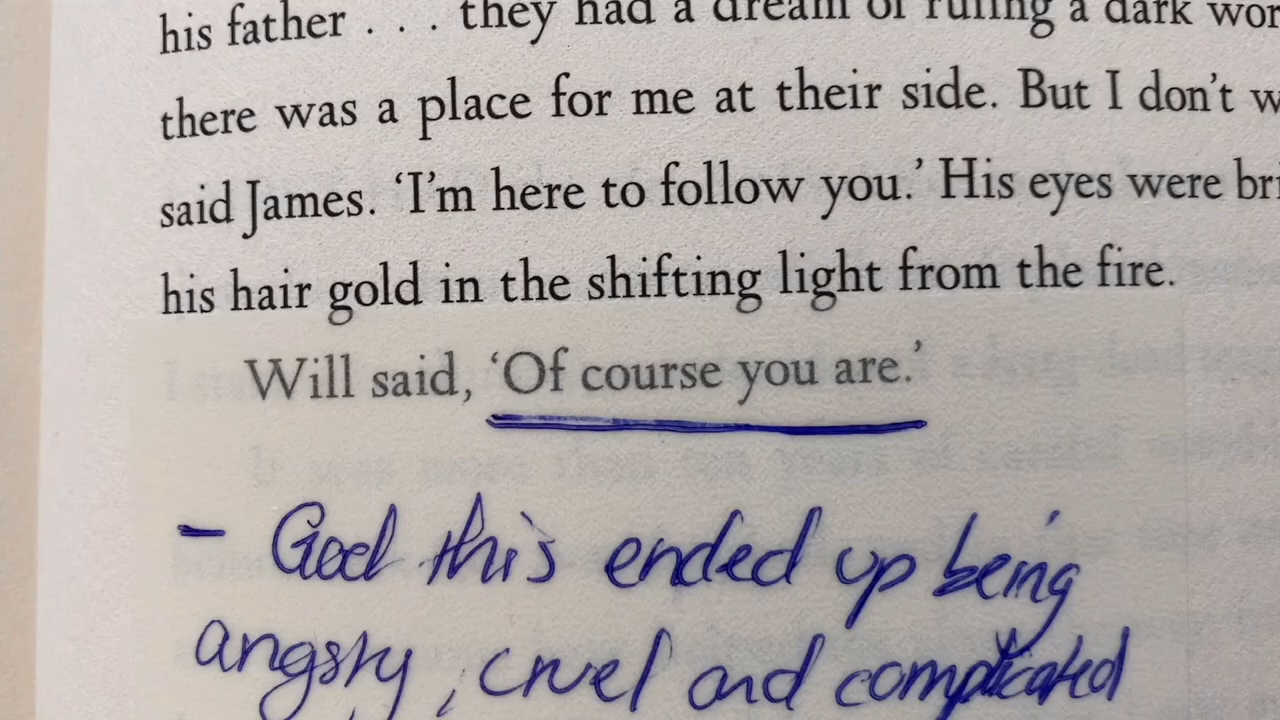 his father . . . they had a dream of ruling a dark wor
there was a place for me at their side. But I don't w
said James. ‘I'm here to follow you.’ His eyes were bri
his hair gold in the shifting light from the fire.
Will said, ‘Of course you are.’
- God this ended up being
angsty, cruel and complicated